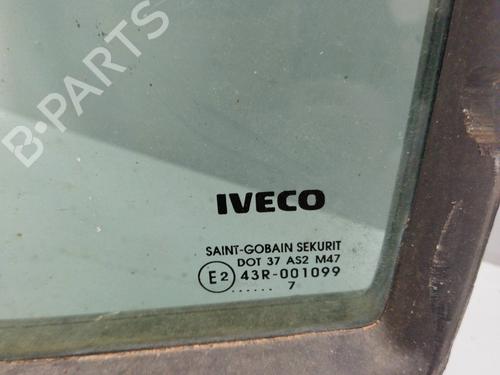 B-PARTS
IVECO
SAINT-GOBAIN SEKURIT
DOT 37 AS2 M47
E2 43R-001099
...... 7